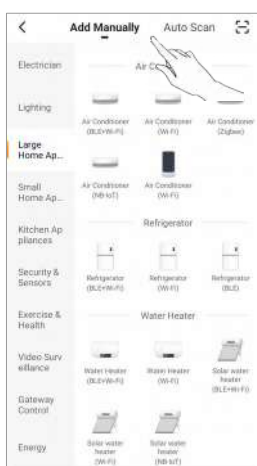 Add Manually
Auto Scan
Electrician
Air C
Lighting
Air Conditioner
(BLE+Wi-Fi)
Air Conditioner
(Wi-Fi)
Air Conditioner
(Zigbee)
Large
Home Ap...
Small
Home Ap...
Air Conditioner
(NB-IoT)
Air Conditioner
(Wi-Fi)
Kitchen Ap
pliances
Refrigerator
Security &
Sensors
Refrigerator
(BLE+Wi-Fi)
Refrigerator
(Wi-Fi)
Refrigerator
(BLE)
Exercise &
Health
Water Heater
Video Surv
eillance
Water Heater
(BLE+Wi-Fi)
Water Heater
(Wi-Fi)
Solar water
heater
(BLE+Wi-Fi)
Gateway
Control
Energy
Solar water
heater
(Wi-Fi)
Solar water
heater
(NB-IoT)